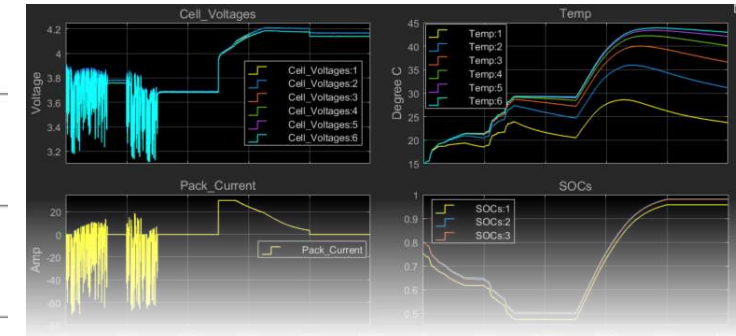 Cell_Voltages
4.2
4
3.8
3.6
3.4
3.2
Voltage
Cell_Voltages:1
Cell_Voltages:2
Cell_Voltages:3
Cell_Voltages:4
Cell_Voltages:5
Cell_Voltages:6
Temp
45
40
35
30
25
20
15
Degree C
Temp:1
Temp:2
Temp:3
Temp:4
Temp:5
Temp:6
Pack_Current
20
0
-20
-40
-60
Amp
Pack_Current
SOCs
1
0.9
0.8
0.7
0.6
0.5
0.4
SOCs:1
SOCs:2
SOCs:3